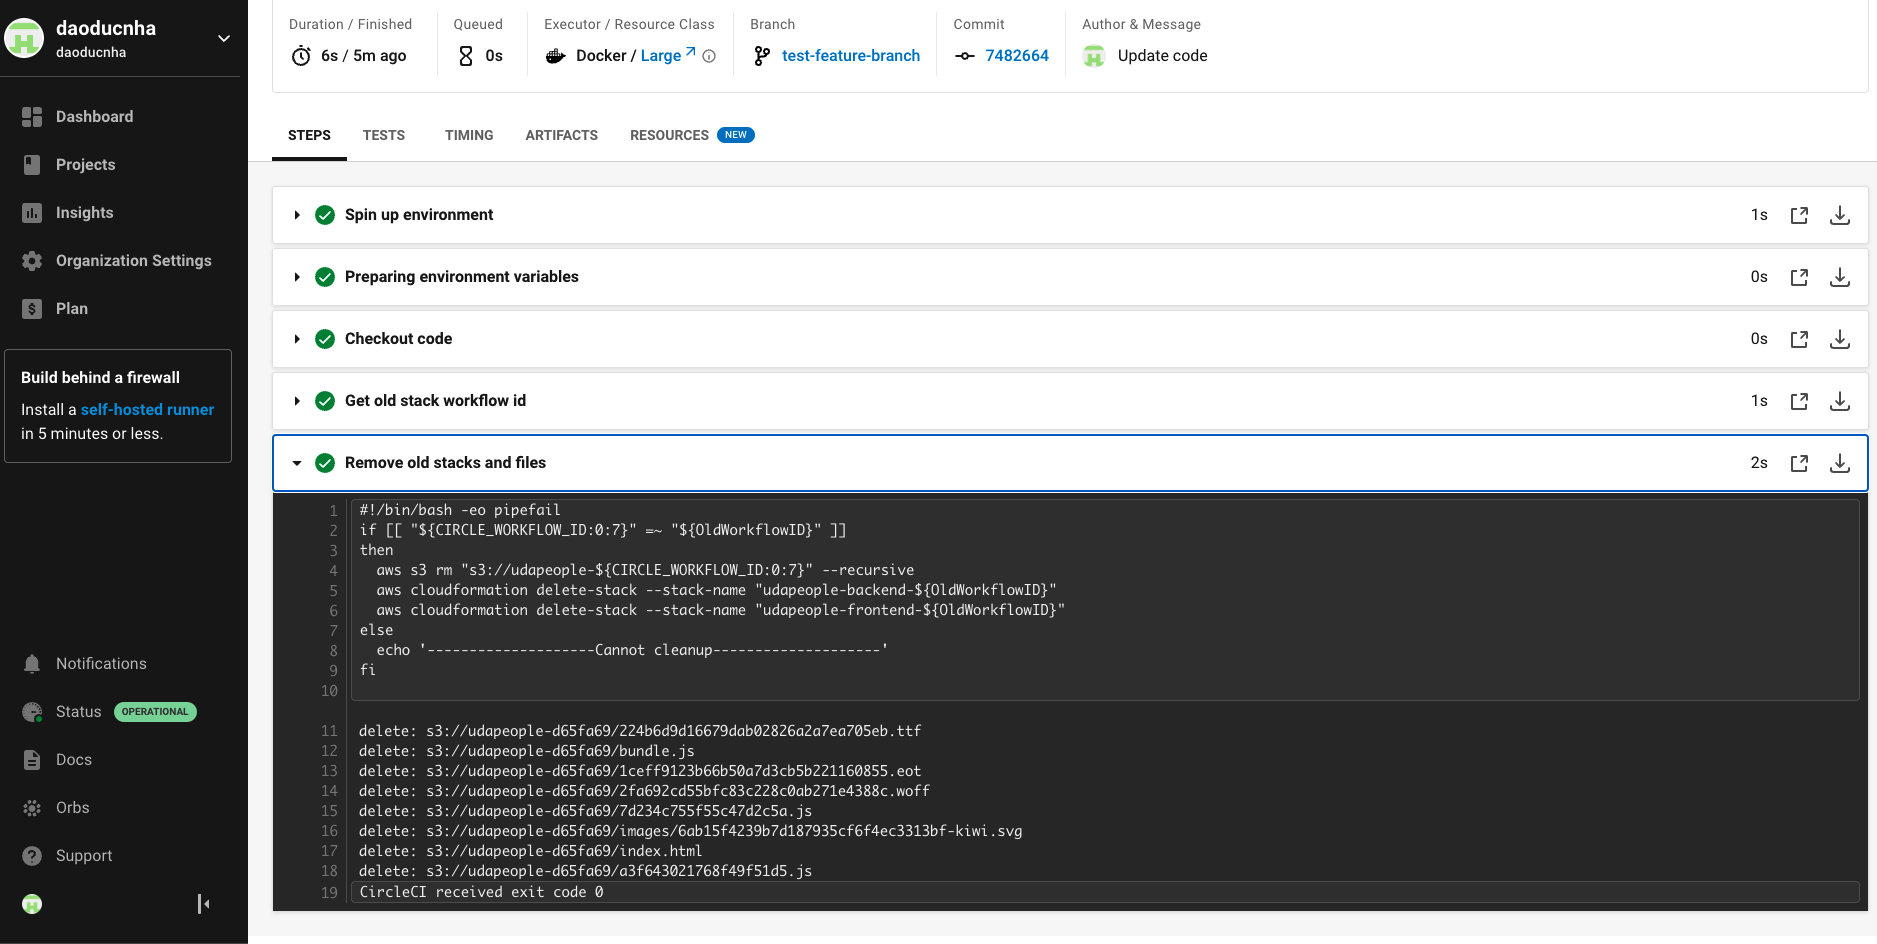 daoducnha
daoducnha
Dashboard
Projects
Insights
Organization Settings
Plan
Build behind a firewall
Install a self-hosted runner
in 5 minutes or less.
Notifications
Status OPERATIONAL
Docs
Orbs
Support
Duration / Finished
6s / 5m ago
Queued
0s
Executor / Resource Class
Docker / Large
Branch
test-feature-branch
Commit
7482664
Author & Message
Update code
STEPS TESTS TIMING ARTIFACTS RESOURCES NEW
Spin up environment 1s
Preparing environment variables 0s
Checkout code 0s
Get old stack workflow id 1s
Remove old stacks and files 2s
1 #!/bin/bash -eo pipefail
2 if [[ "${CIRCLE_WORKFLOW_ID:0:7}" =~ "${OldWorkflowID}" ]]
3 then
4 aws s3 rm "s3://udapeople-${CIRCLE_WORKFLOW_ID:0:7}" --recursive
5 aws cloudformation delete-stack --stack-name "udapeople-backend-${OldWorkflowID}"
6 aws cloudformation delete-stack --stack-name "udapeople-frontend-${OldWorkflowID}"
7 else
8 echo '--------------------Cannot cleanup--------------------'
9 fi
10
11 delete: s3://udapeople-d65fa69/224b6d9d16679dab02826a2a7ea705eb.ttf
12 delete: s3://udapeople-d65fa69/bundle.js
13 delete: s3://udapeople-d65fa69/1ceff9123b66b50a7d3cb5b221160855.eot
14 delete: s3://udapeople-d65fa69/2fa692cd55bfc83c228c0ab271e4388c.woff
15 delete: s3://udapeople-d65fa69/7d234c755f55c47d2c5a.js
16 delete: s3://udapeople-d65fa69/images/6ab15f4239b7d187935cf6f4ec3313bf-kiwi.svg
17 delete: s3://udapeople-d65fa69/index.html
18 delete: s3://udapeople-d65fa69/a3f643021768f49f51d5.js
19 CircleCI received exit code 0